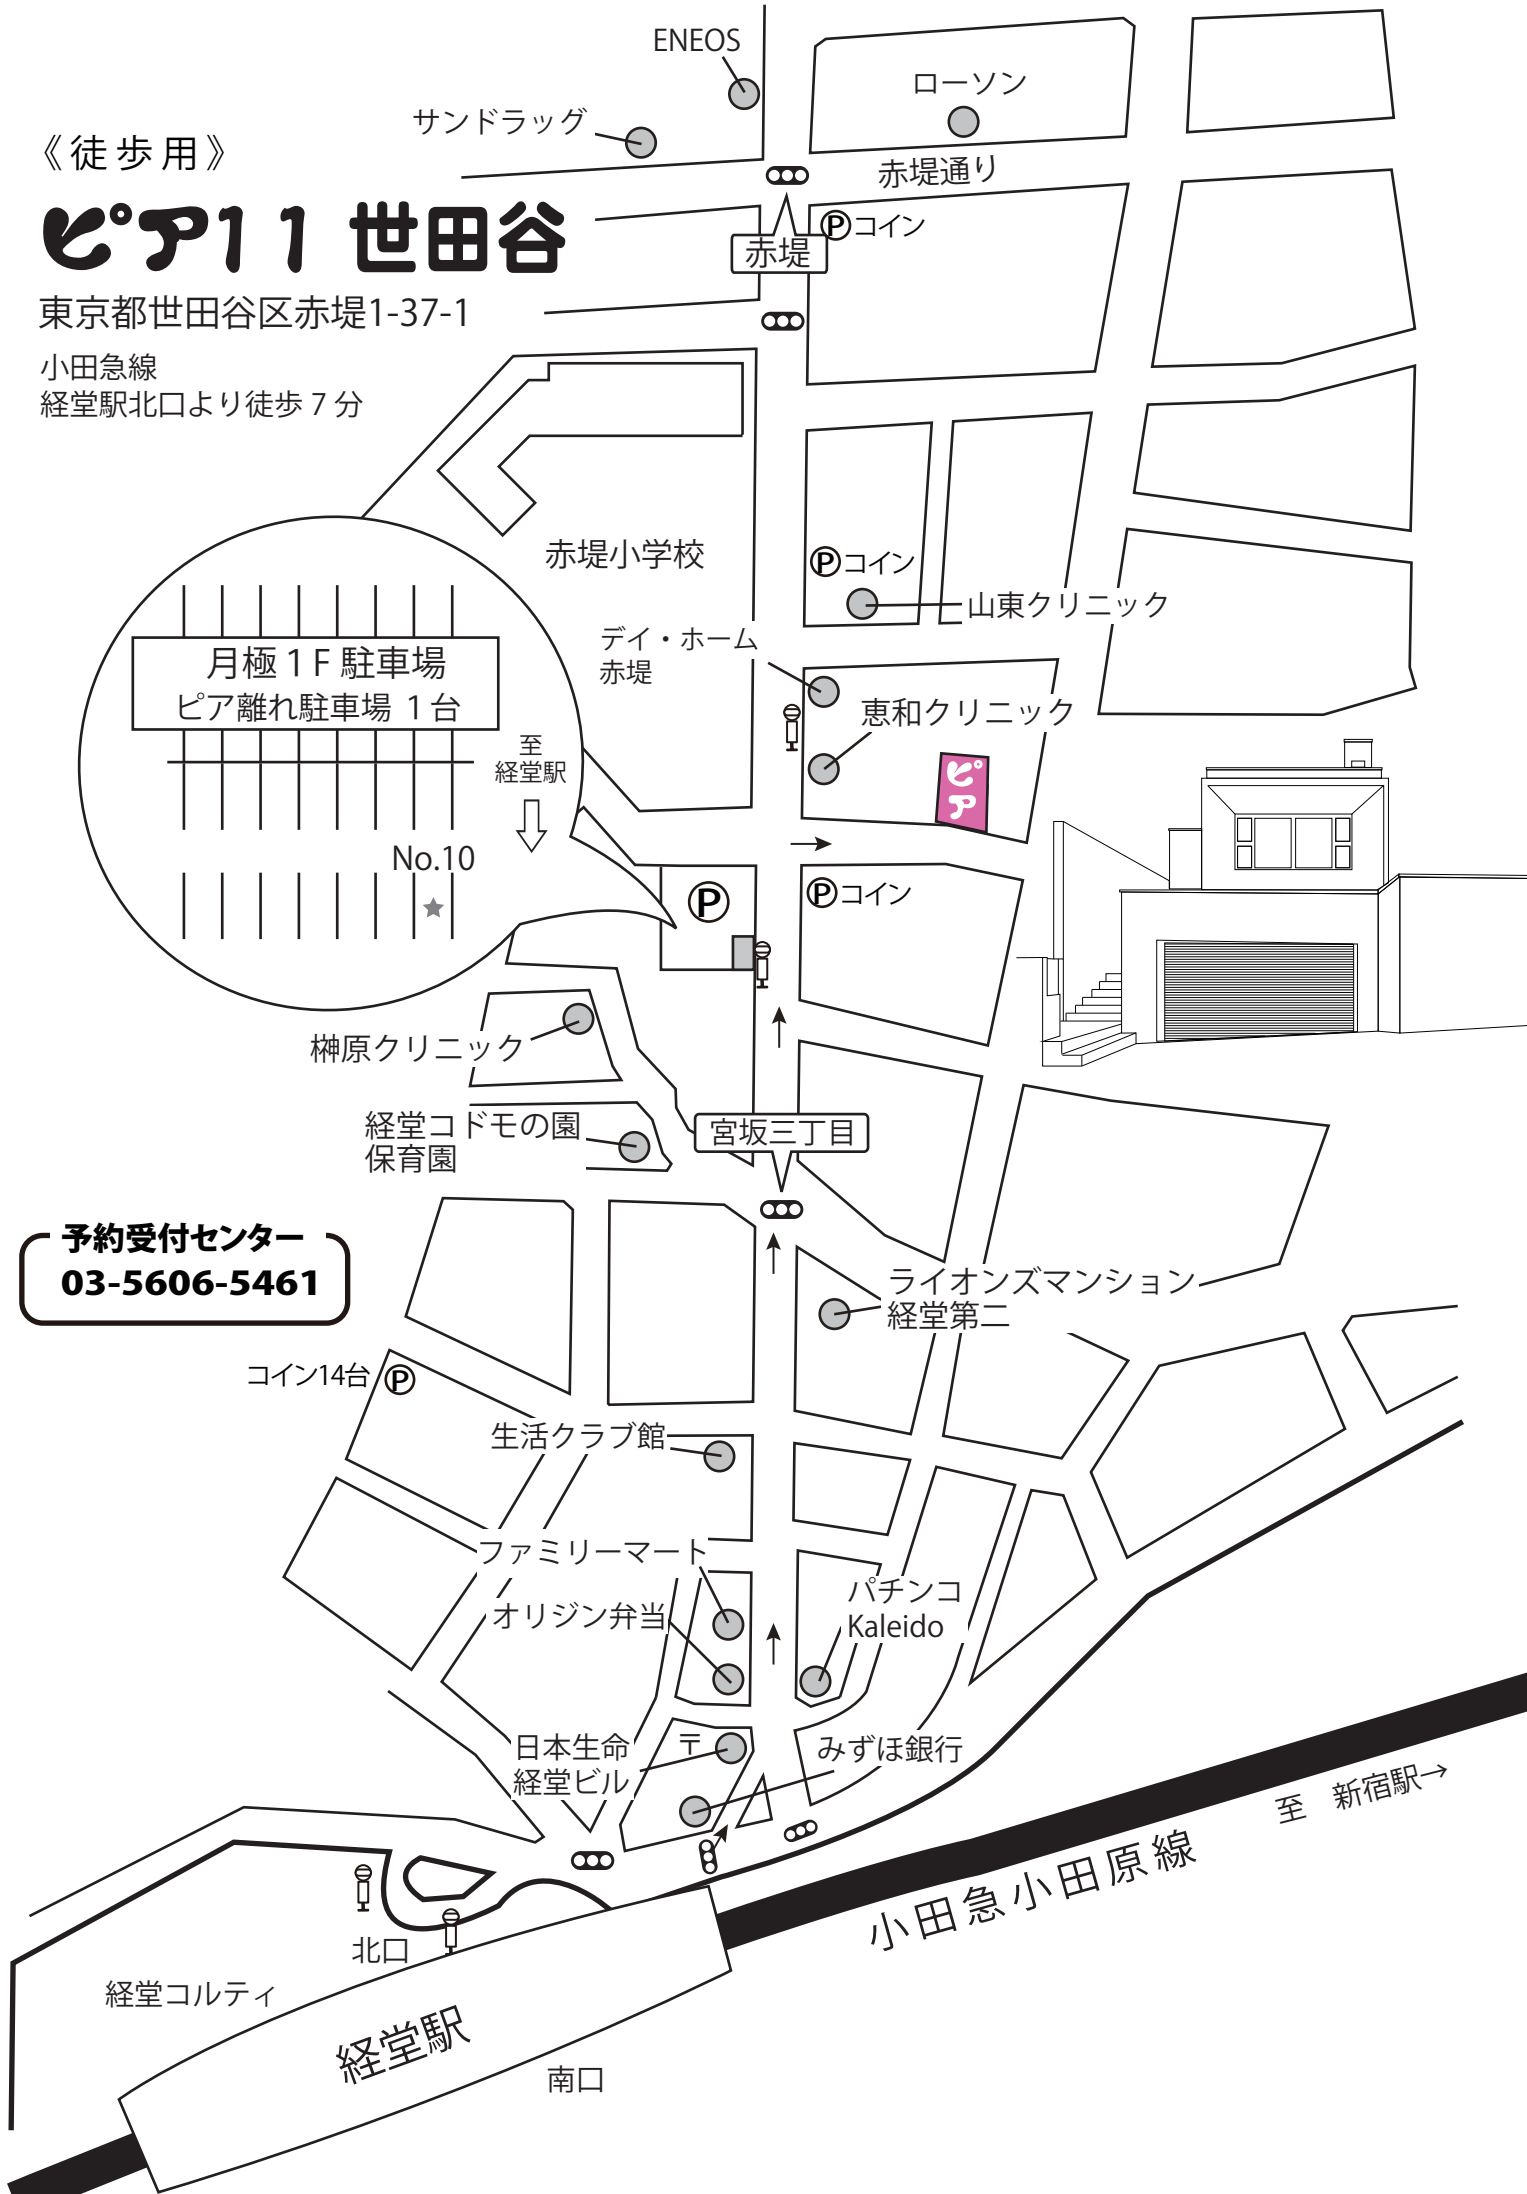 ENEOS
ローソン
サンドラッグ
《徒歩用》
赤堤通り
ピア11 世田谷
Pコイン
赤堤
東京都世田谷区赤堤1-37-1
小田急線
経堂駅北口より徒歩7分
赤堤小学校
Pコイン
山東クリニック
デイ・ホーム
赤堤
月極1F駐車場
ピア離れ駐車場 1台
恵和クリニック
至
経堂駅
ピア
No.10
P
Pコイン
榊原クリニック
経堂コドモの園
保育園
宮坂三丁目
予約受付センター
03-5606-5461
ライオンズマンション
経堂第二
コイン14台 P
生活クラブ館
ファミリーマート
パチンコ
Kaleido
オリジン弁当
日本生命
経堂ビル
〒
みずほ銀行
至 新宿駅→
小田急小田原線
北口
経堂コルティ
経堂駅
南口